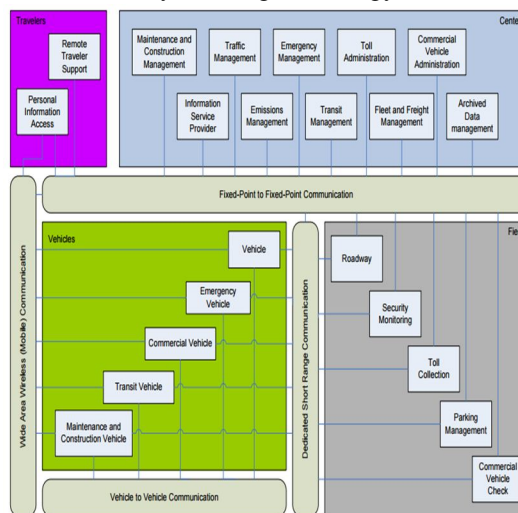 Travelers
Remote
Traveler
Support
Personal
Information
Access
Maintenance and
Construction
Management
Traffic
Management
Emergency
Management
Toll
Administration
Commercial
Vehicle
Administration
Information
Service
Provider
Emissions
Management
Transit
Management
Fleet and Freight
Management
Archived
Data
management
Fixed-Point to Fixed-Point Communication
Wide Area Wireless (Mobile) Communication
Vehicles
Vehicle
Emergency
Vehicle
Commercial Vehicle
Transit Vehicle
Maintenance and
Construction Vehicle
Dedicated Short Range Communication
Roadway
Security
Monitoring
Toll
Collection
Parking
Management
Commercial
Vehicle
Check
Vehicle to Vehicle Communication